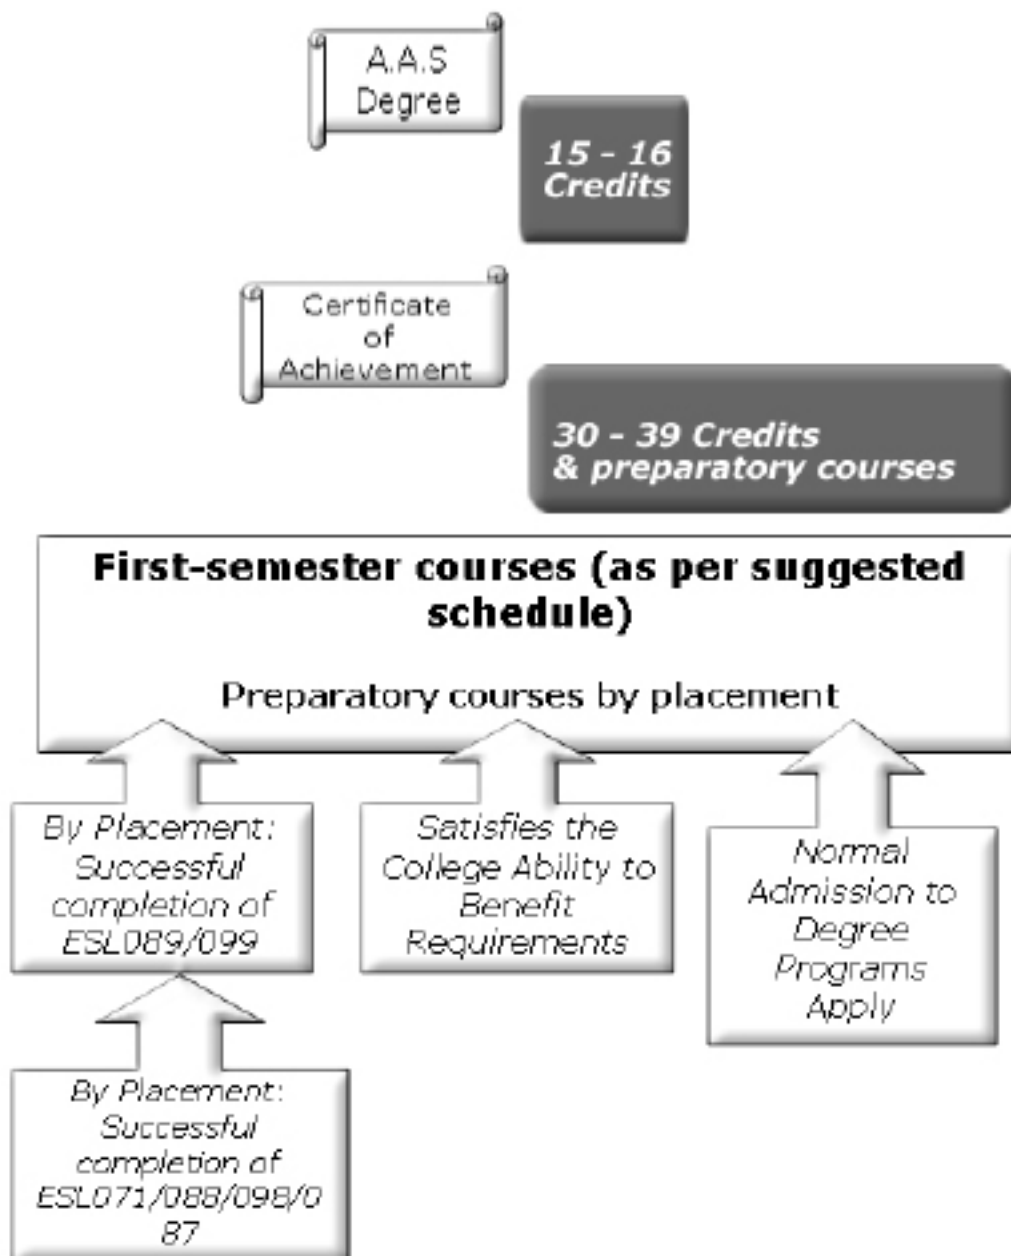 A.A.S
Degree
15 - 16
Credits
Certificate
of
Achievement
30 - 39 Credits
& preparatory courses
First-semester courses (as per suggested
schedule)
Preparatory courses by placement
By Placement:
Successful
completion of
ESL089/099
Satisfies the
College Ability to
Benefit
Requirements
Normal
Admission to
Degree
Programs
Apply
By Placement:
Successful
completion of
ESL071/088/098/0
87